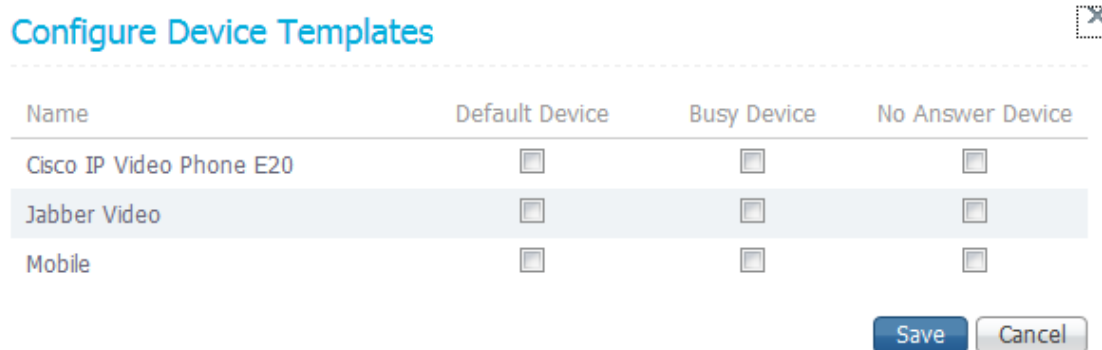 Configure Device Templates
Name Default Device Busy Device No Answer Device
Cisco IP Video Phone E20
Jabber Video
Mobile
Save Cancel